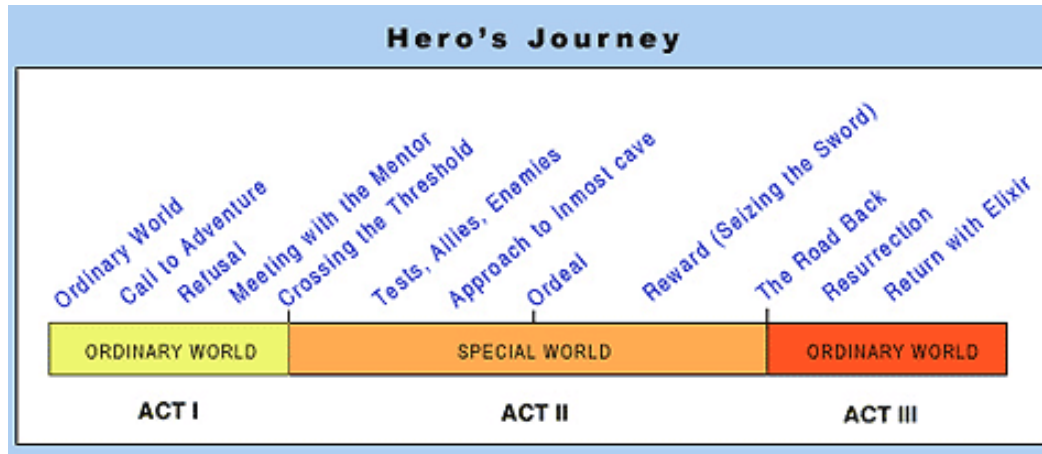 Hero's Journey
Ordinary World
Call to Adventure
Refusal
Meeting with the Mentor
Crossing the Threshold
Tests, Allies, Enemies
Approach to Inmost cave
Ordeal
Reward (Seizing the Sword)
The Road Back
Resurrection
Return with Elixir
ORDINARY WORLD
SPECIAL WORLD
ORDINARY WORLD
ACT I
ACT II
ACT III